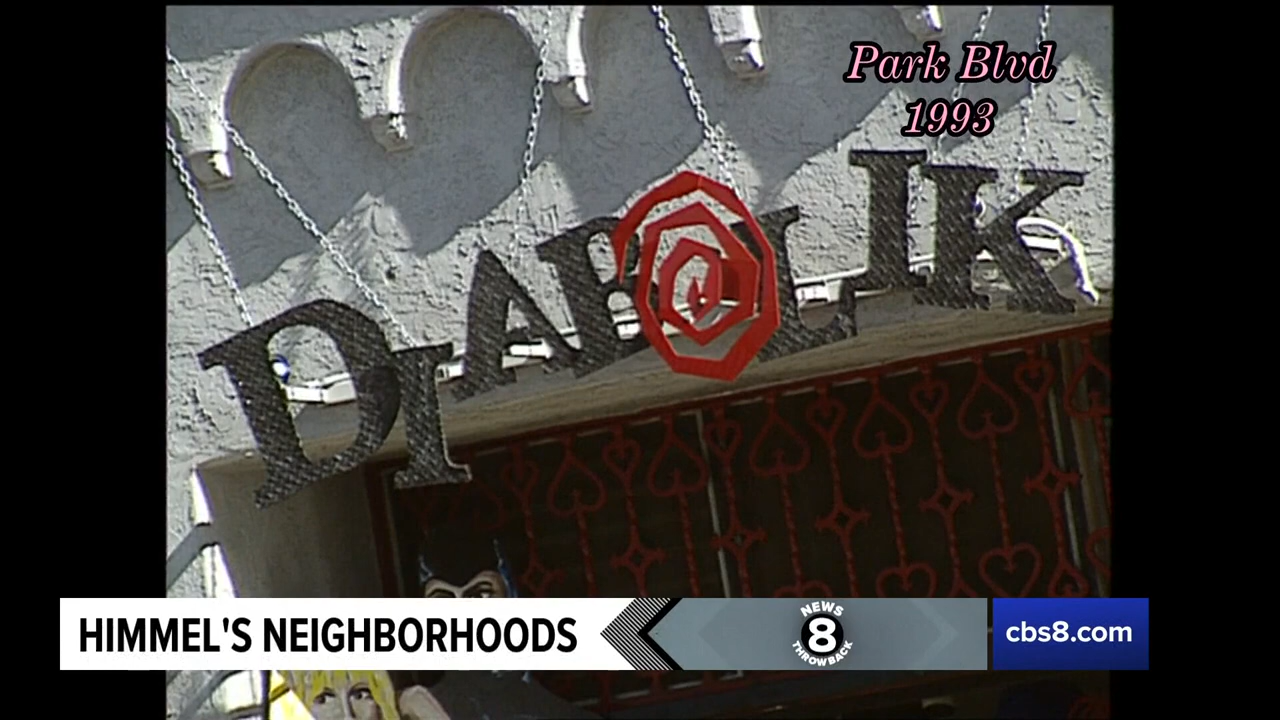 Park Blvd
1993
DIABOLIK
HIMMEL'S NEIGHBORHOODS
NEWS
8
THROWBACK
cbs8.com